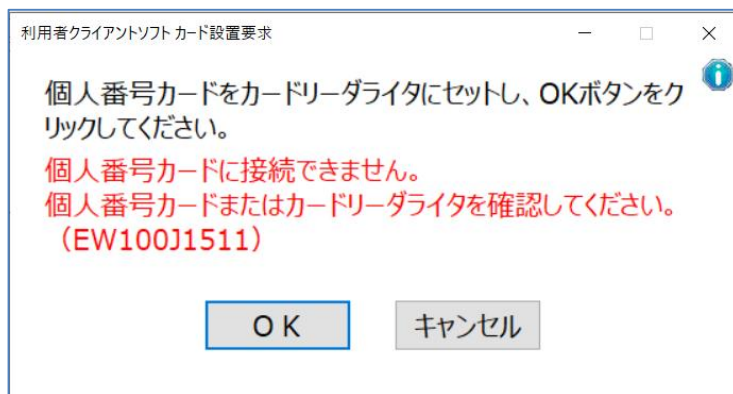 利用者クライアントソフト カード設置要求
個人番号カードをカードリーダライタにセットし、OKボタンをク
リックしてください。
個人番号カードに接続できません。
個人番号カードまたはカードリーダライタを確認してください。
（EW100J1511）
OK
キャンセル